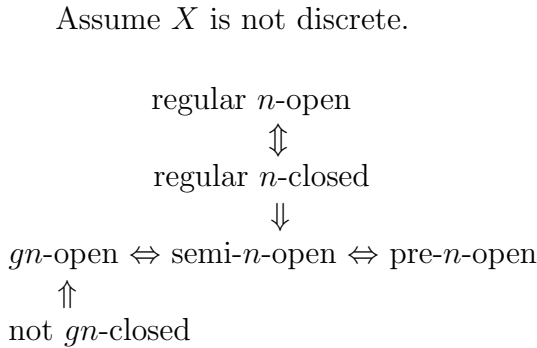 Assume X is not discrete.
regular n-open
⇕
regular n-closed
⇓
gn-open ⇔ semi-n-open ⇔ pre-n-open
⇑
not gn-closed